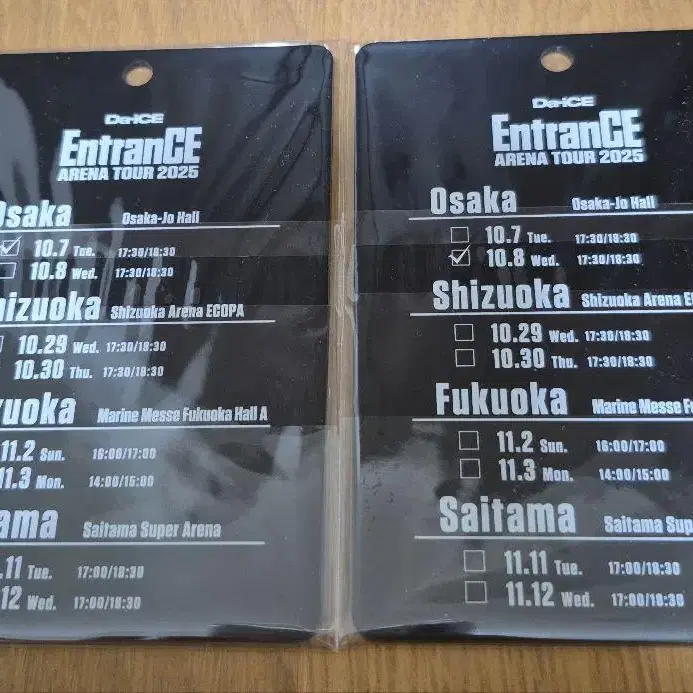 Da-iCE
EntranCE
ARENA TOUR 2025
Osaka Osaka-Jo Hall
10.7 Tue. 17:30/18:30
10.8 Wed. 17:30/18:30
hizuoka Shizuoka Arena ECOPA
10.29 Wed. 17:30/18:30
10.30 Thu. 17:30/18:30
kuoka Marine Messe Fukuoka Hall A
11.2 Sun. 16:00/17:00
11.3 Mon. 14:00/15:00
ama Saitama Super Arena
.11 Tue. 17:00/18:30
12 Wed. 17:00/18:30
Da-iCE
EntranCE
ARENA TOUR 2025
Osaka Osaka-Jo Hall
10.7 Tue. 17:30/18:30
10.8 Wed. 17:30/18:30
Shizuoka Shizuoka Arena E
10.29 Wed. 17:30/18:30
10.30 Thu. 17:30/18:30
Fukuoka Marine Messe F
11.2 Sun. 16:00/17:00
11.3 Mon. 14:00/15:00
Saitama Saitama Sup
11.11 Tue. 17:00/18:30
11.12 Wed. 17:00/18:30